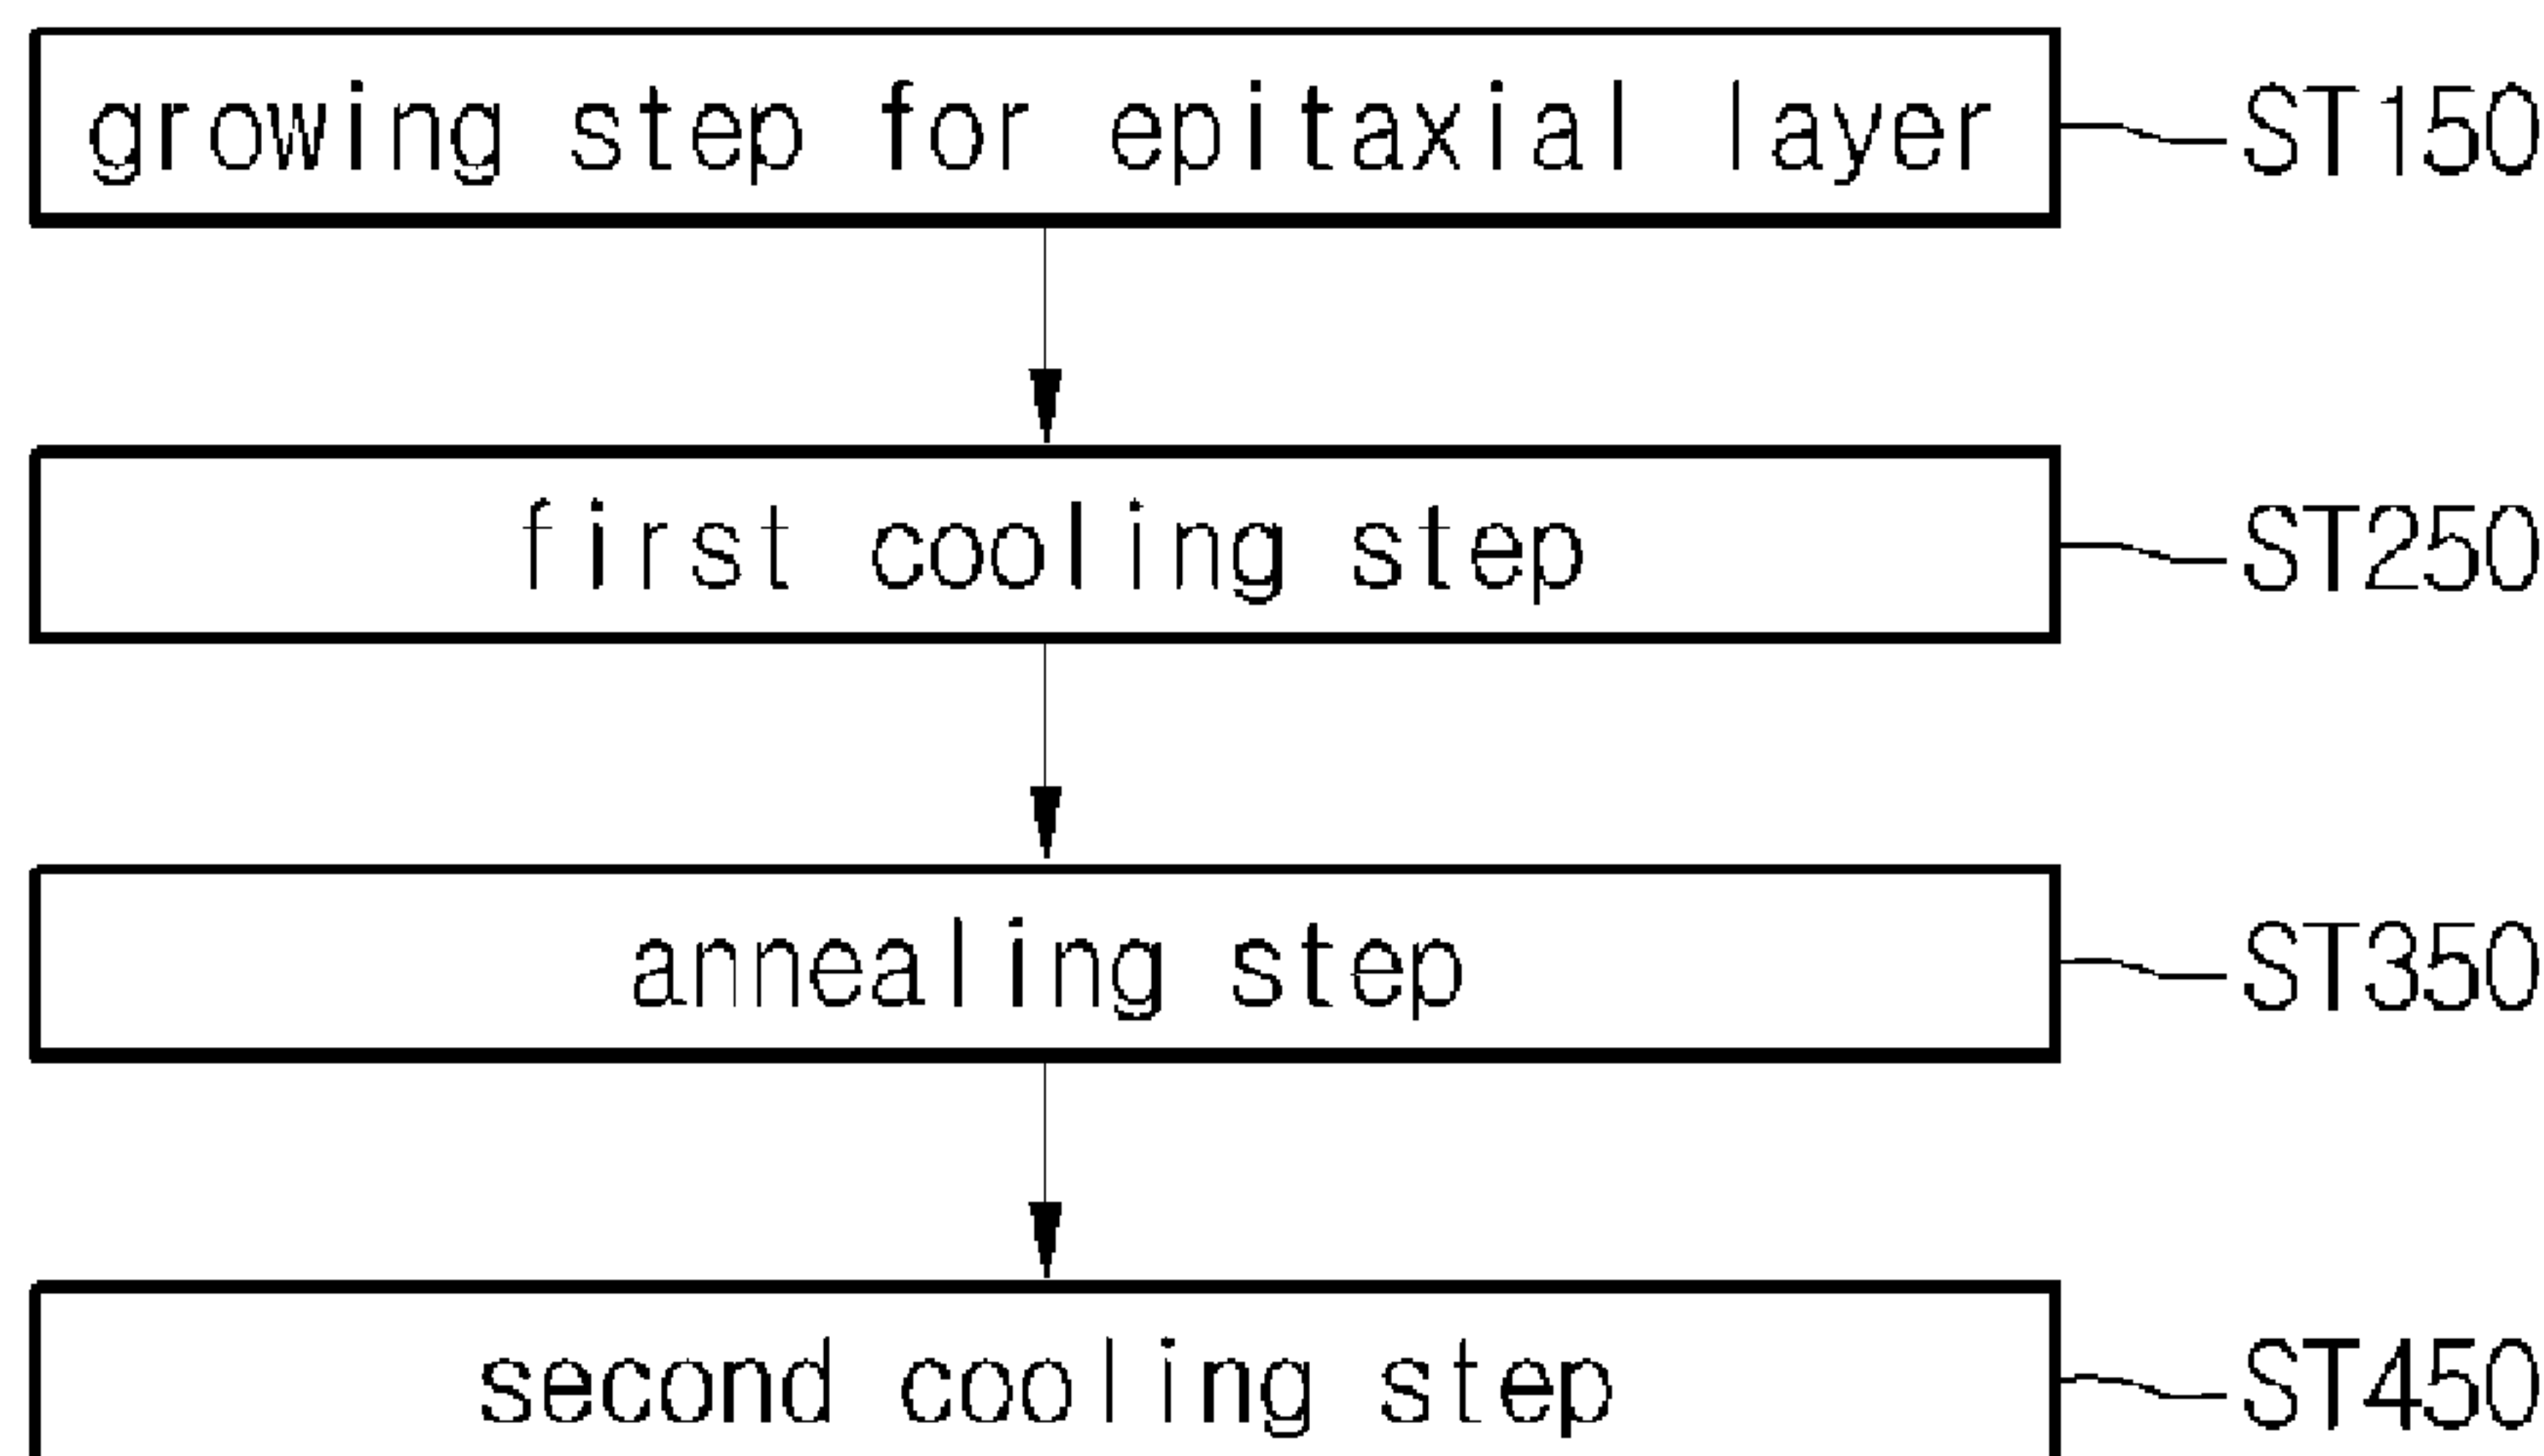 growing step for epitaxial layer ST150
first cooling step ST250
annealing step ST350
second cooling step ST450